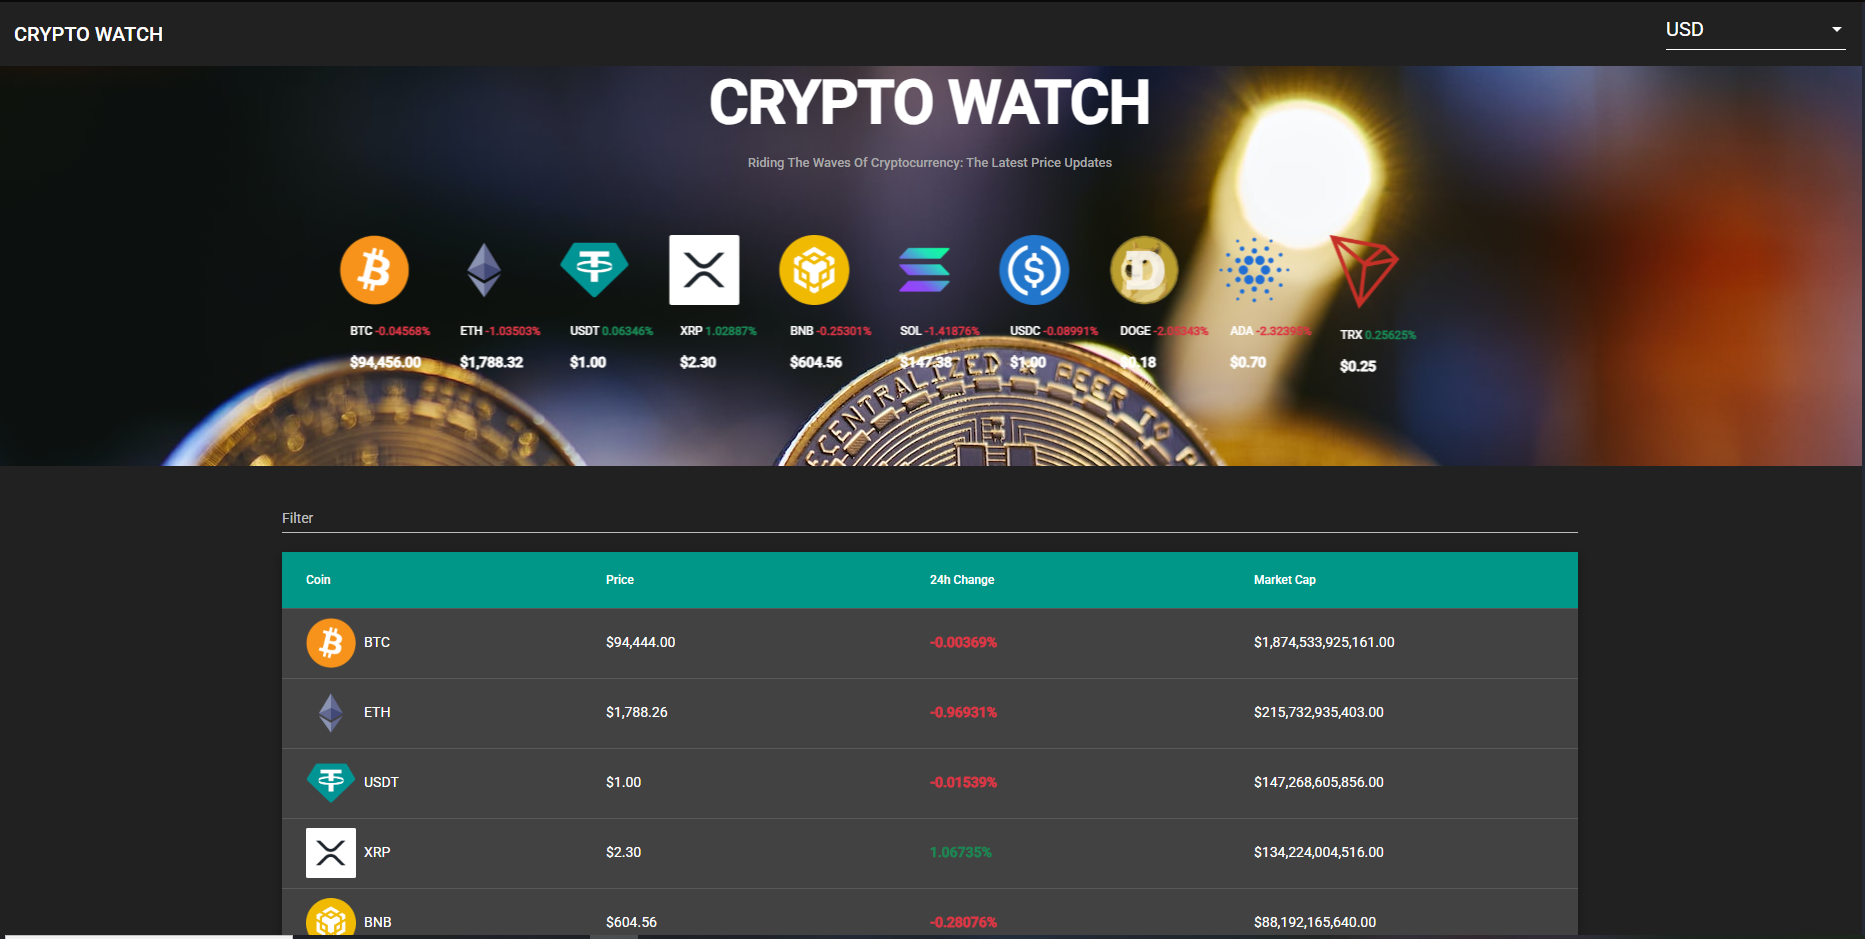 CRYPTO WATCH
USD
CRYPTO WATCH
Riding The Waves Of Cryptocurrency: The Latest Price Updates
BTC -0.04568% ETH -1.03503% USDT 0.06346% XRP 1.02887% BNB -0.25301% SOL -1.41876% USDC -0.08991% DOGE ADA TRX 0.25625%
$94,456.00 $1,788.32 $1.00 $2.30 $604.56 $147.38 $1.00 $0.18 $0.70 $0.25
CENTRALIZED PEER TO P
Filter
Coin Price 24h Change Market Cap
BTC $94,444.00 -0.00369% $1,874,533,925,161.00
ETH $1,788.26 -0.96931% $215,732,935,403.00
USDT $1.00 -0.01539% $147,268,605,856.00
XRP $2.30 1.06735% $134,224,004,516.00
BNB $604.56 -0.28076% $88,192,165,640.00